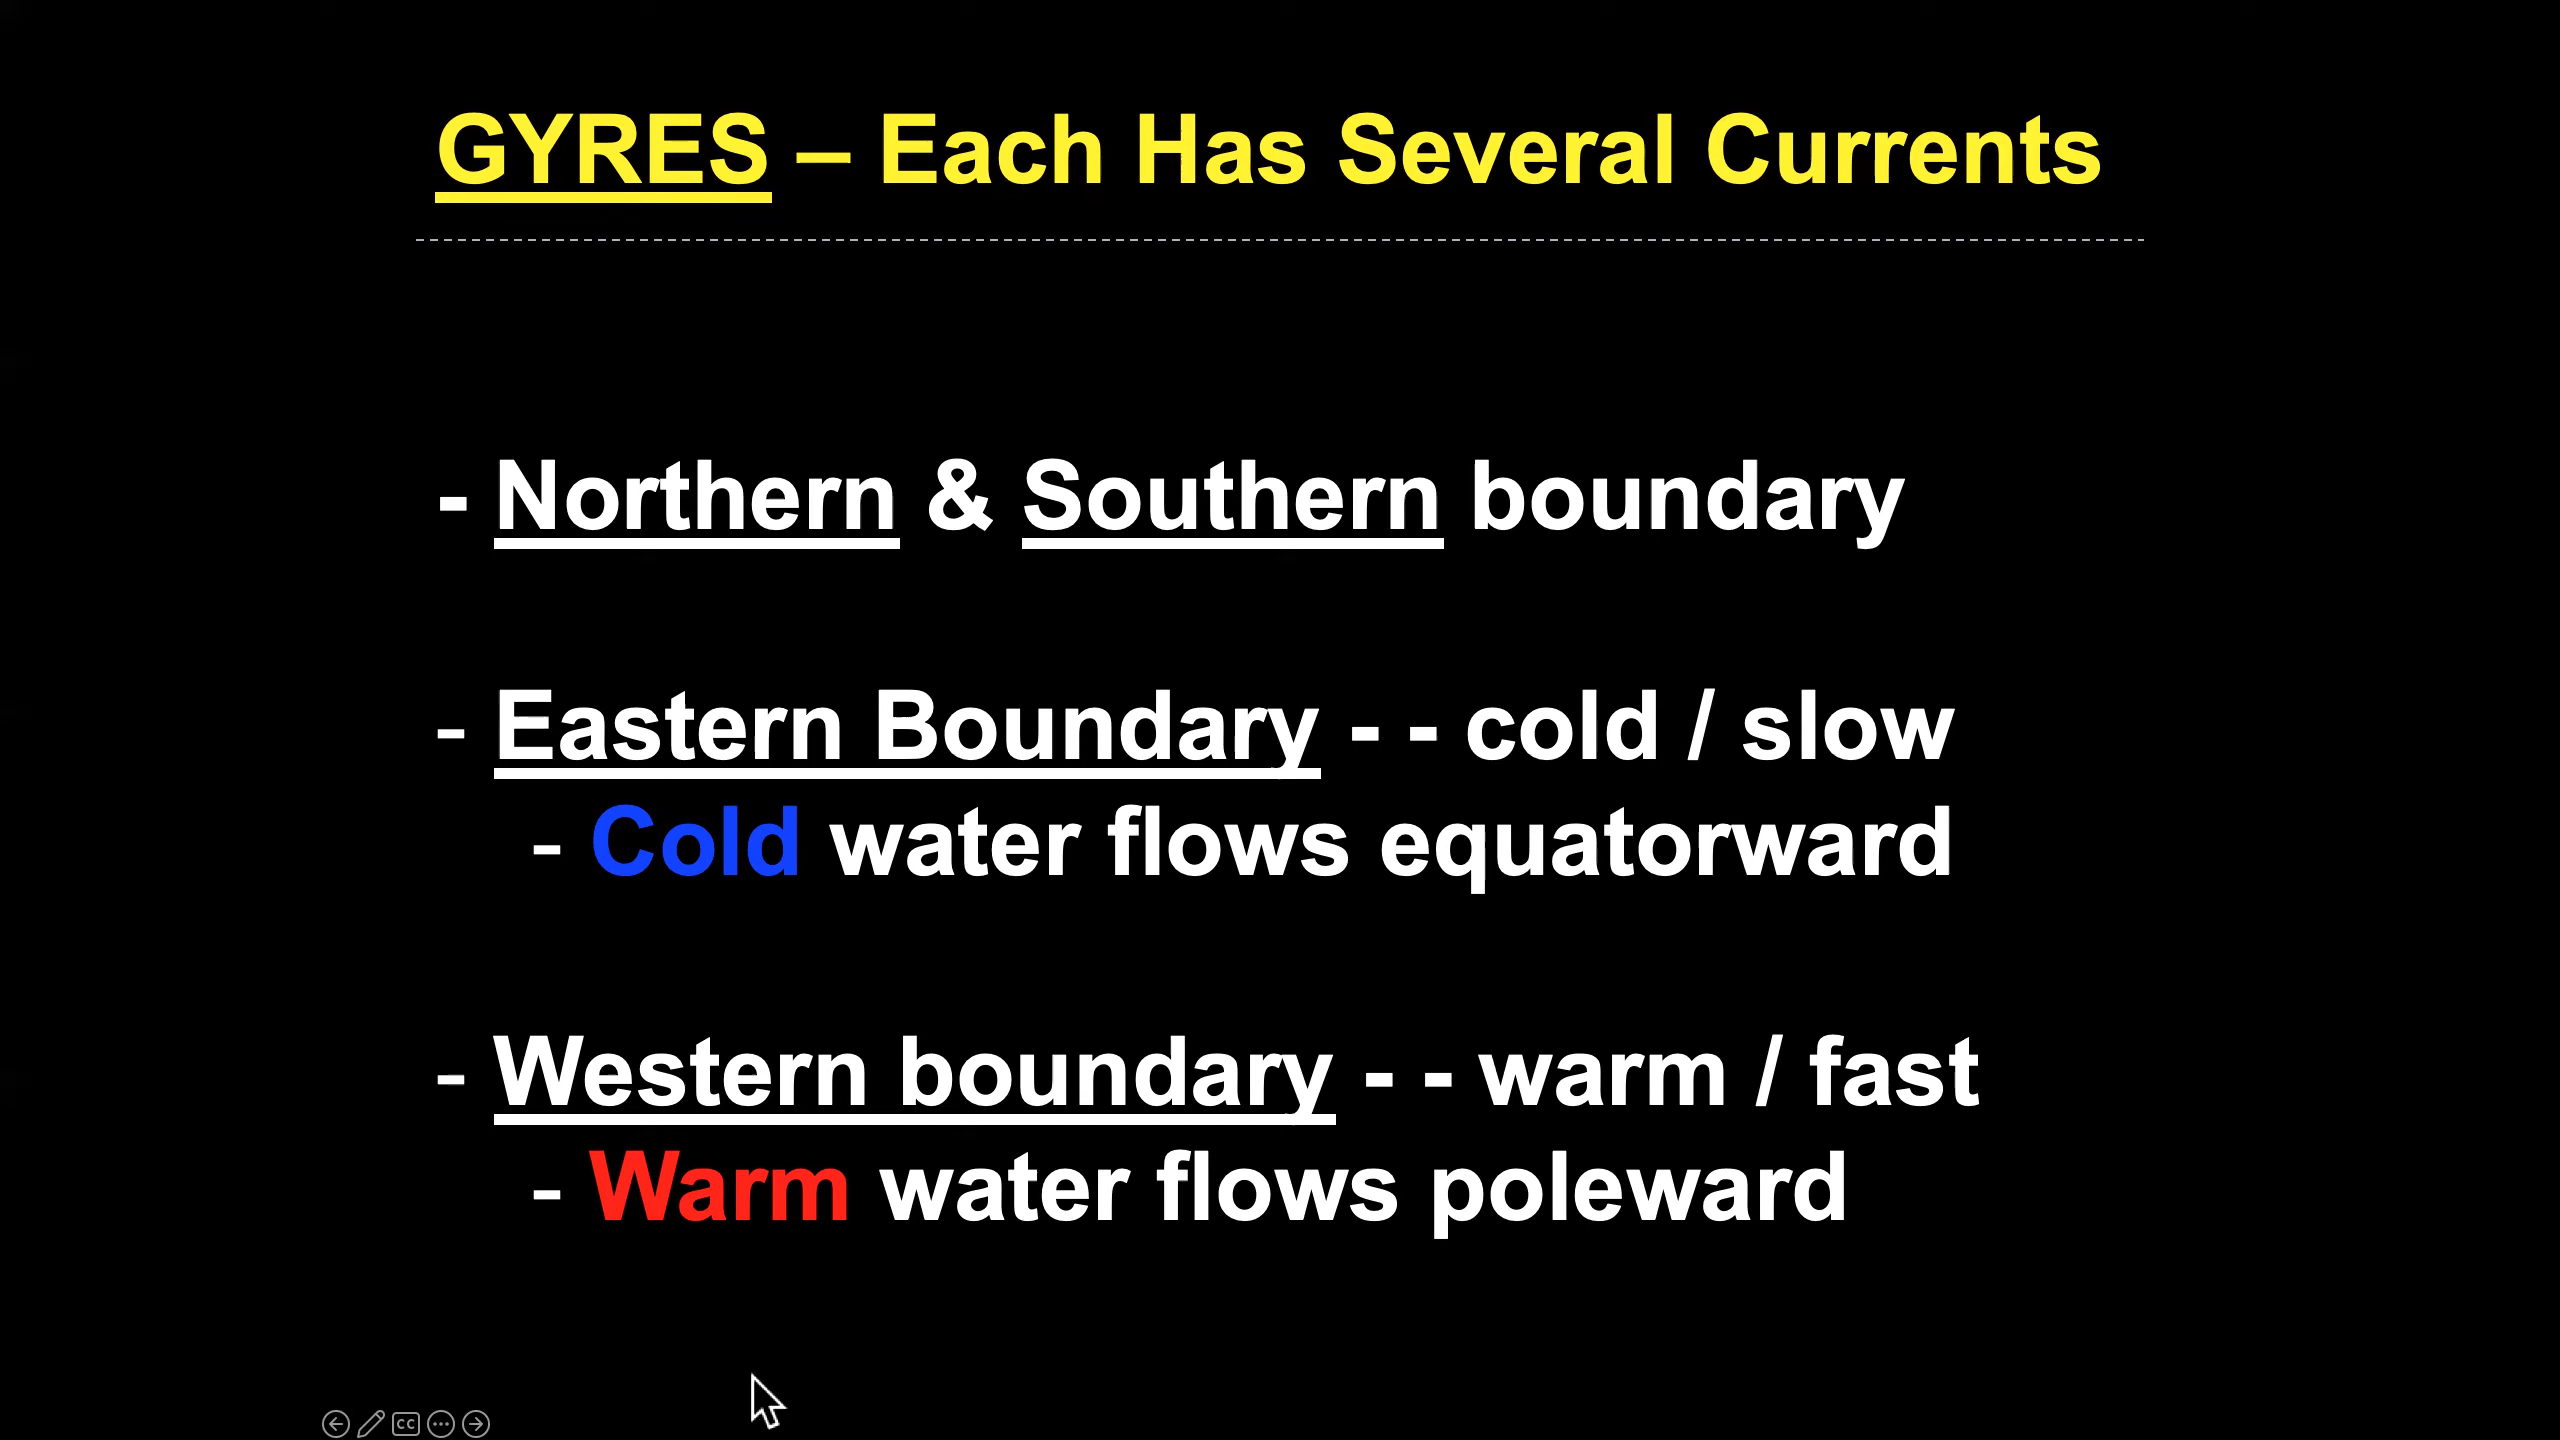 GYRES – Each Has Several Currents
- Northern & Southern boundary
- Eastern Boundary - - cold / slow
- Cold water flows equatorward
- Western boundary - - warm / fast
- Warm water flows poleward
CC